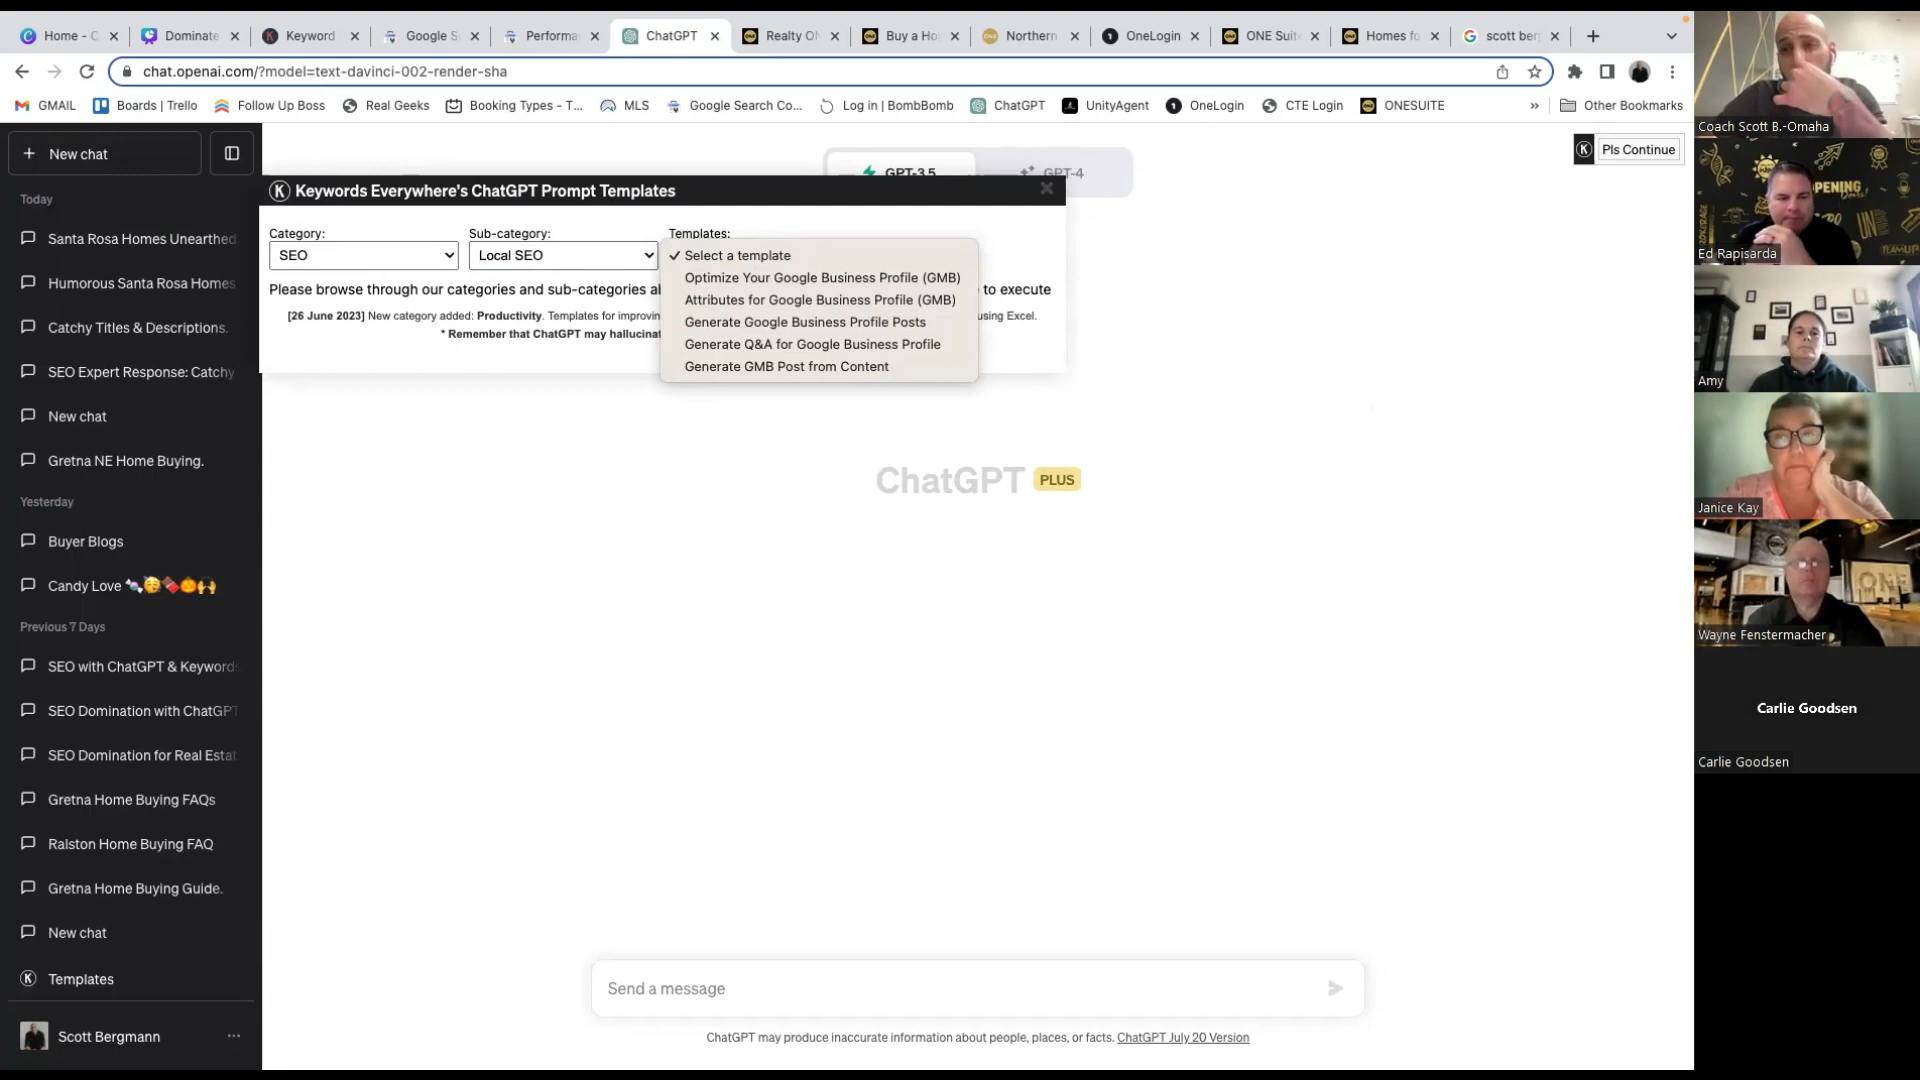 Home - C
Dominate
Keyword
Google S
Performa
ChatGPT
Realty ON
Buy a Ho
Northern
OneLogin
ONE Suit
Homes fo
scott ber
chat.openai.com/?model=text-davinci-002-render-sha
GMAIL
Boards | Trello
Follow Up Boss
Real Geeks
Booking Types - T...
MLS
Google Search Co...
Log in | BombBomb
ChatGPT
UnityAgent
OneLogin
CTE Login
ONESUITE
»
Other Bookmarks
New chat
Today
Santa Rosa Homes Unearthed
Humorous Santa Rosa Homes
Catchy Titles & Descriptions.
SEO Expert Response: Catchy
New chat
Gretna NE Home Buying.
Yesterday
Buyer Blogs
Candy Love 🍬🥳🍫🎃🙌
Previous 7 Days
SEO with ChatGPT & Keywords
SEO Domination with ChatGPT
SEO Domination for Real Estat
Gretna Home Buying FAQs
Ralston Home Buying FAQ
Gretna Home Buying Guide.
New chat
Templates
Scott Bergmann
GPT-3.5
GPT-4
Pls Continue
Keywords Everywhere's ChatGPT Prompt Templates
Category:
Sub-category:
Templates:
SEO
Local SEO
✓ Select a template
Optimize Your Google Business Profile (GMB)
Attributes for Google Business Profile (GMB)
Generate Google Business Profile Posts
Generate Q&A for Google Business Profile
Generate GMB Post from Content
Please browse through our categories and sub-categories a
to execute
[26 June 2023] New category added: Productivity. Templates for improvin
using Excel.
* Remember that ChatGPT may hallucinat
ChatGPT PLUS
Send a message
ChatGPT may produce inaccurate information about people, places, or facts. ChatGPT July 20 Version
Coach Scott B.-Omaha
OPENING
TEAMUP
Ed Rapisarda
Amy
Janice Kay
ONE
Wayne Fenstermacher
Carlie Goodsen
Carlie Goodsen